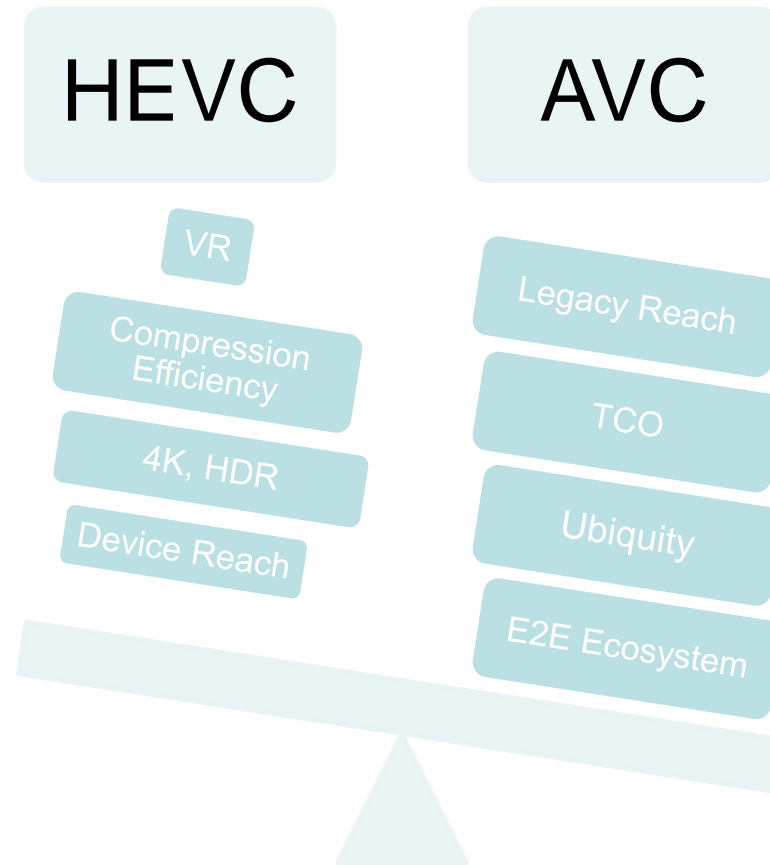 HEVC
AVC
VR
Compression
Efficiency
4K, HDR
Device Reach
Legacy Reach
TCO
Ubiquity
E2E Ecosystem